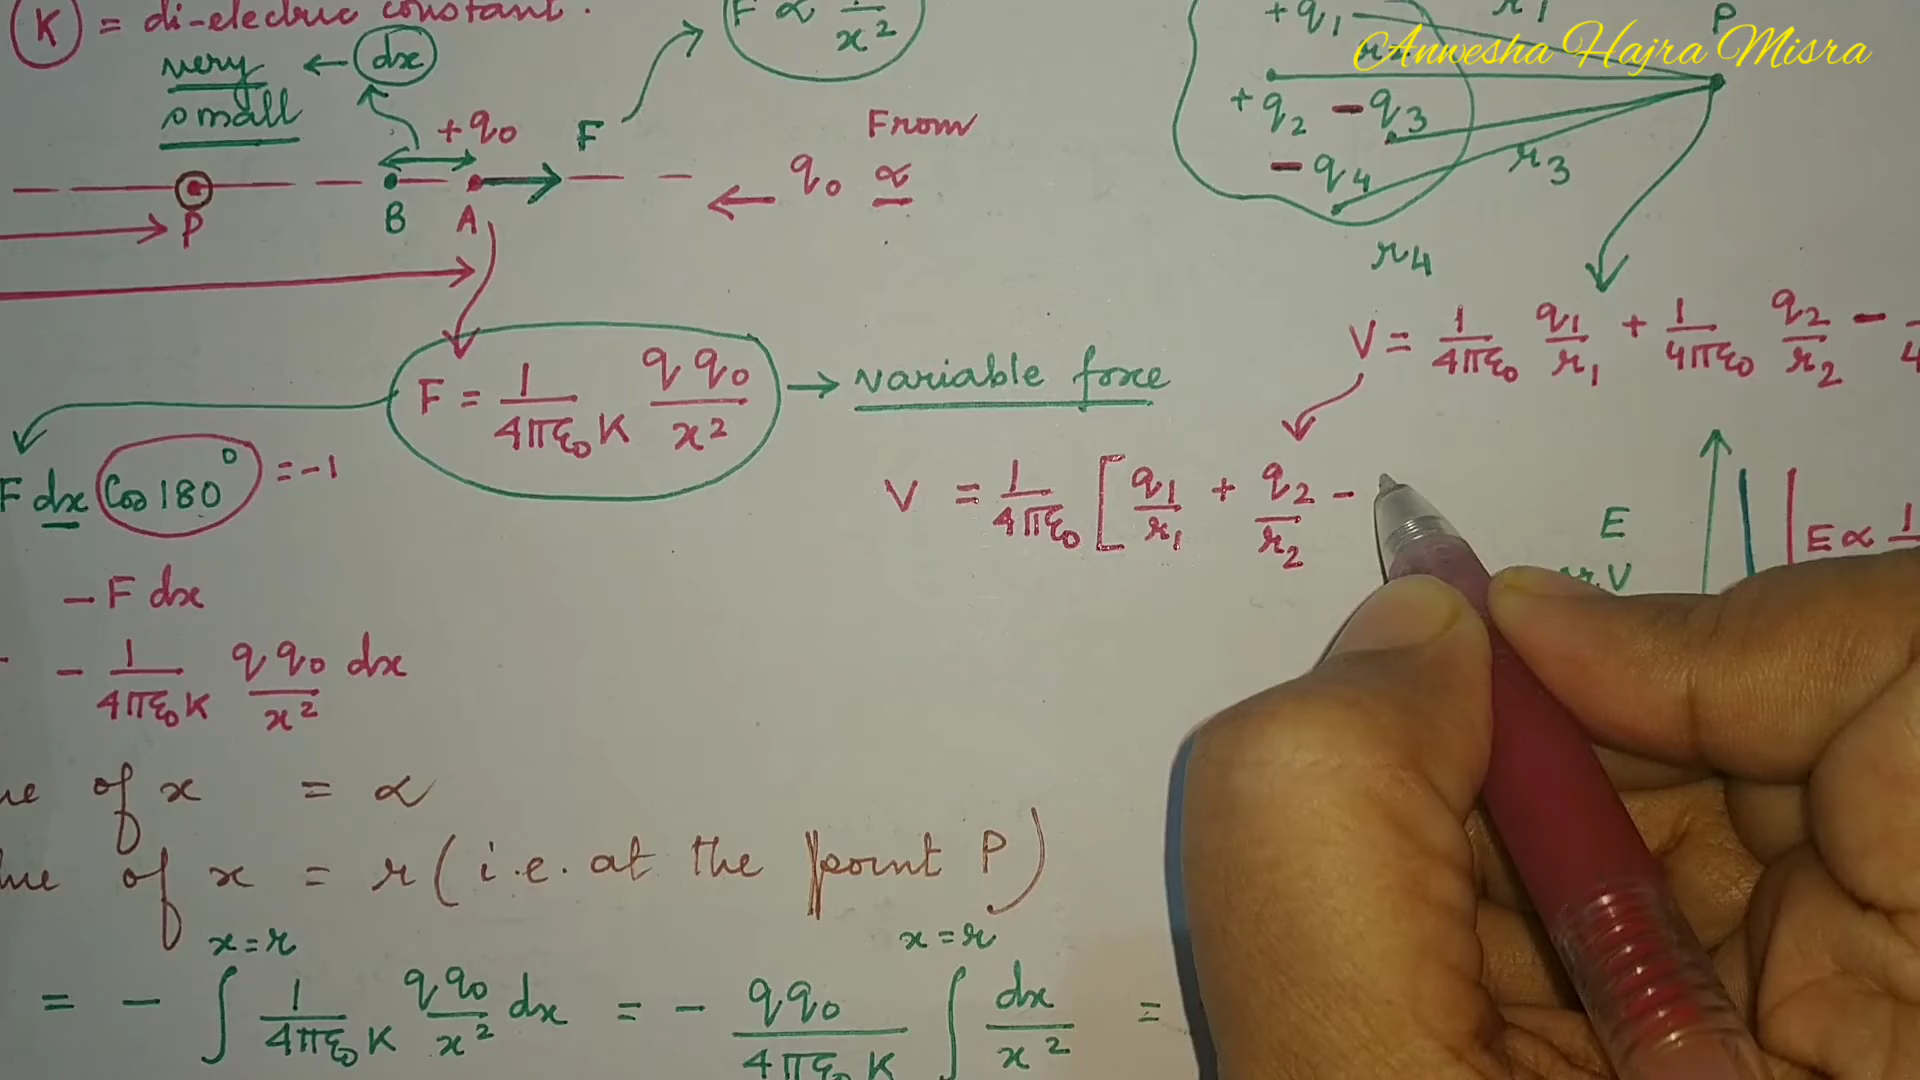 K = di-electric constant.
very small ← dx
F ∝ 1/x²
+q₁ r₁ P
Anwesha Hajra Misra
+q₂ -q₃
-q₄ r₃
r₄
+q₀ F
From
← q₀ ∝
P B A
F = 1/4πε₀K qq₀/x² → variable force
V = 1/4πε₀ q₁/r₁ + 1/4πε₀ q₂/r₂ -
F dx Cos 180° = -1
V = 1/4πε₀ [ q₁/r₁ + q₂/r₂ -
E
V
E ∝ 1
- F dx
- 1/4πε₀K qq₀/x² dx
of x = ∝
of x = r (i.e. at the point P)
x = r x = r
= - ∫ 1/4πε₀K qq₀/x² dx = - qq₀/4πε₀K ∫ dx/x² =